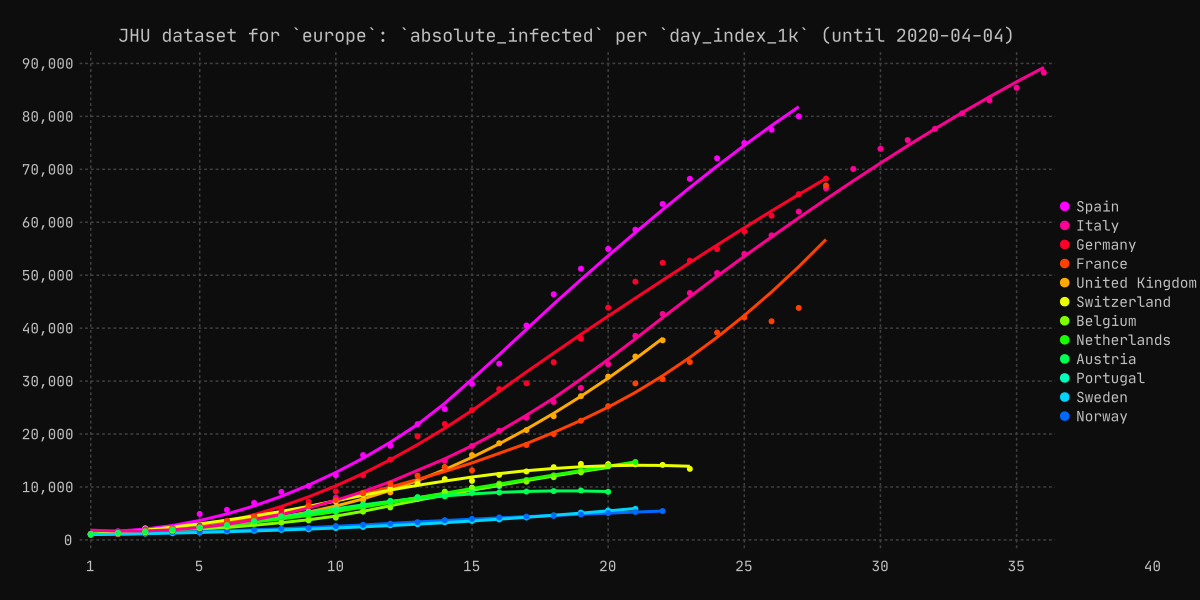 JHU dataset for `europe`: `absolute_infected` per `day_index_1k` (until 2020-04-04)
90,000
80,000
70,000
60,000
50,000
40,000
30,000
20,000
10,000
0
1 5 10 15 20 25 30 35 40
Spain
Italy
Germany
France
United Kingdom
Switzerland
Belgium
Netherlands
Austria
Portugal
Sweden
Norway